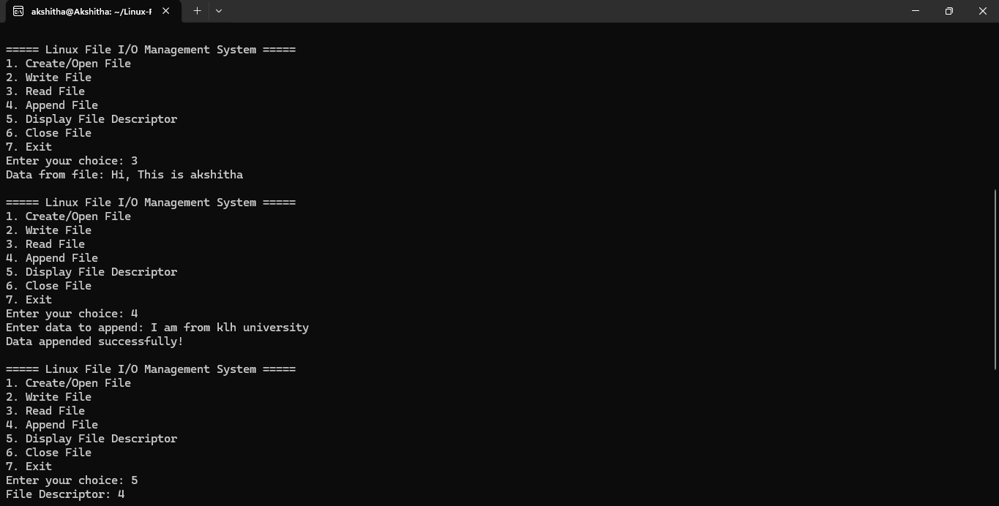 akshitha@Akshitha: ~/Linux-F
===== Linux File I/O Management System =====
1. Create/Open File
2. Write File
3. Read File
4. Append File
5. Display File Descriptor
6. Close File
7. Exit
Enter your choice: 3
Data from file: Hi, This is akshitha
===== Linux File I/O Management System =====
1. Create/Open File
2. Write File
3. Read File
4. Append File
5. Display File Descriptor
6. Close File
7. Exit
Enter your choice: 4
Enter data to append: I am from klh university
Data appended successfully!
===== Linux File I/O Management System =====
1. Create/Open File
2. Write File
3. Read File
4. Append File
5. Display File Descriptor
6. Close File
7. Exit
Enter your choice: 5
File Descriptor: 4